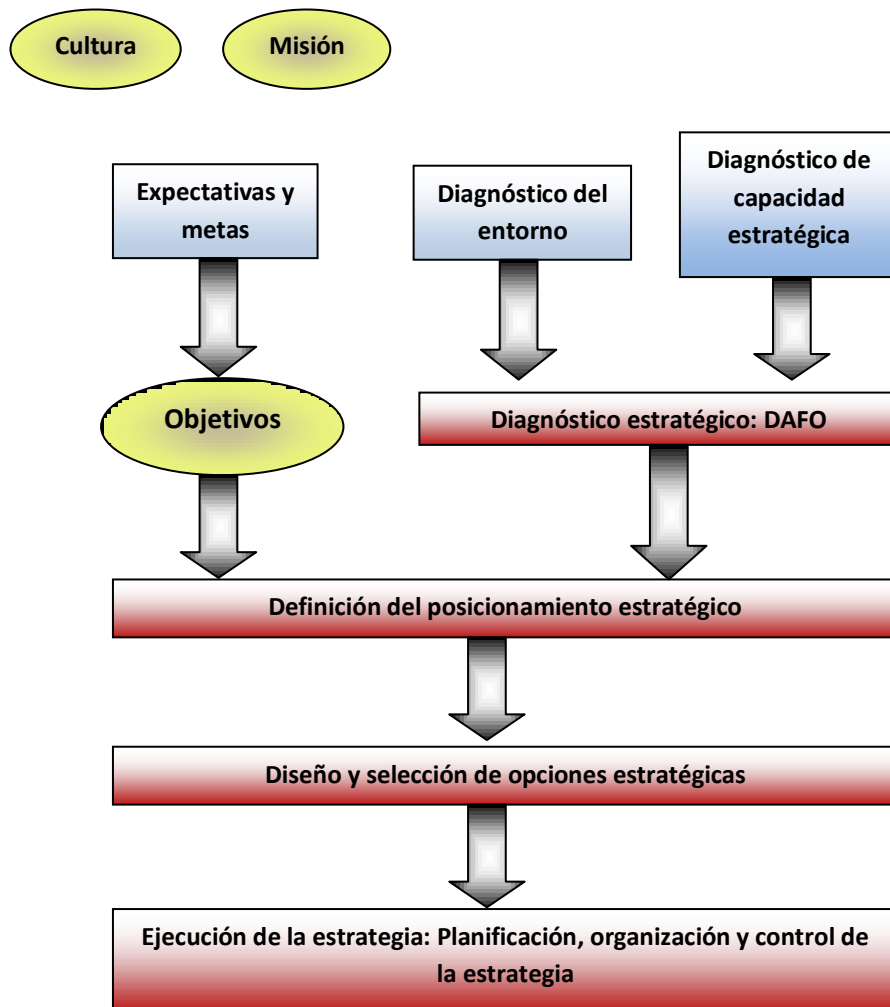 Cultura
Misión
Expectativas y
metas
Diagnóstico del
entorno
Diagnóstico de
capacidad
estratégica
Objetivos
Diagnóstico estratégico: DAFO
Definición del posicionamiento estratégico
Diseño y selección de opciones estratégicas
Ejecución de la estrategia: Planificación, organización y control de
la estrategia